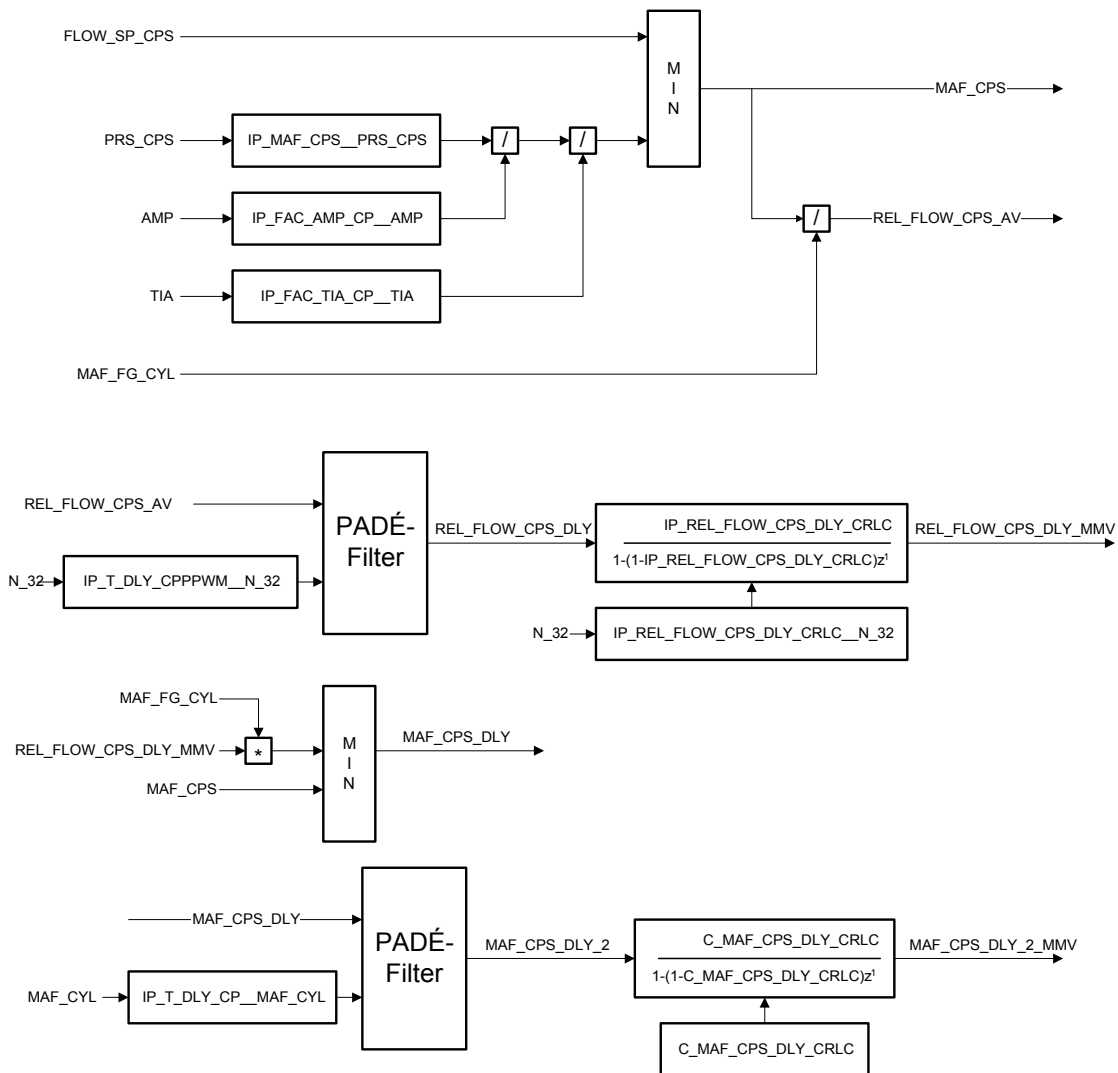 FLOW_SP_CPS
M
I
N
MAF_CPS
PRS_CPS
IP_MAF_CPS__PRS_CPS
/
/
AMP
IP_FAC_AMP_CP__AMP
/
REL_FLOW_CPS_AV
TIA
IP_FAC_TIA_CP__TIA
MAF_FG_CYL
REL_FLOW_CPS_AV
PADÉ-
Filter
REL_FLOW_CPS_DLY
IP_REL_FLOW_CPS_DLY_CRLC
1-(1-IP_REL_FLOW_CPS_DLY_CRLC)z¹
REL_FLOW_CPS_DLY_MMV
N_32
IP_T_DLY_CPPPWM__N_32
N_32
IP_REL_FLOW_CPS_DLY_CRLC__N_32
MAF_FG_CYL
REL_FLOW_CPS_DLY_MMV
*
M
I
N
MAF_CPS_DLY
MAF_CPS
MAF_CPS_DLY
PADÉ-
Filter
MAF_CPS_DLY_2
C_MAF_CPS_DLY_CRLC
1-(1-C_MAF_CPS_DLY_CRLC)z¹
MAF_CPS_DLY_2_MMV
MAF_CYL
IP_T_DLY_CP__MAF_CYL
C_MAF_CPS_DLY_CRLC